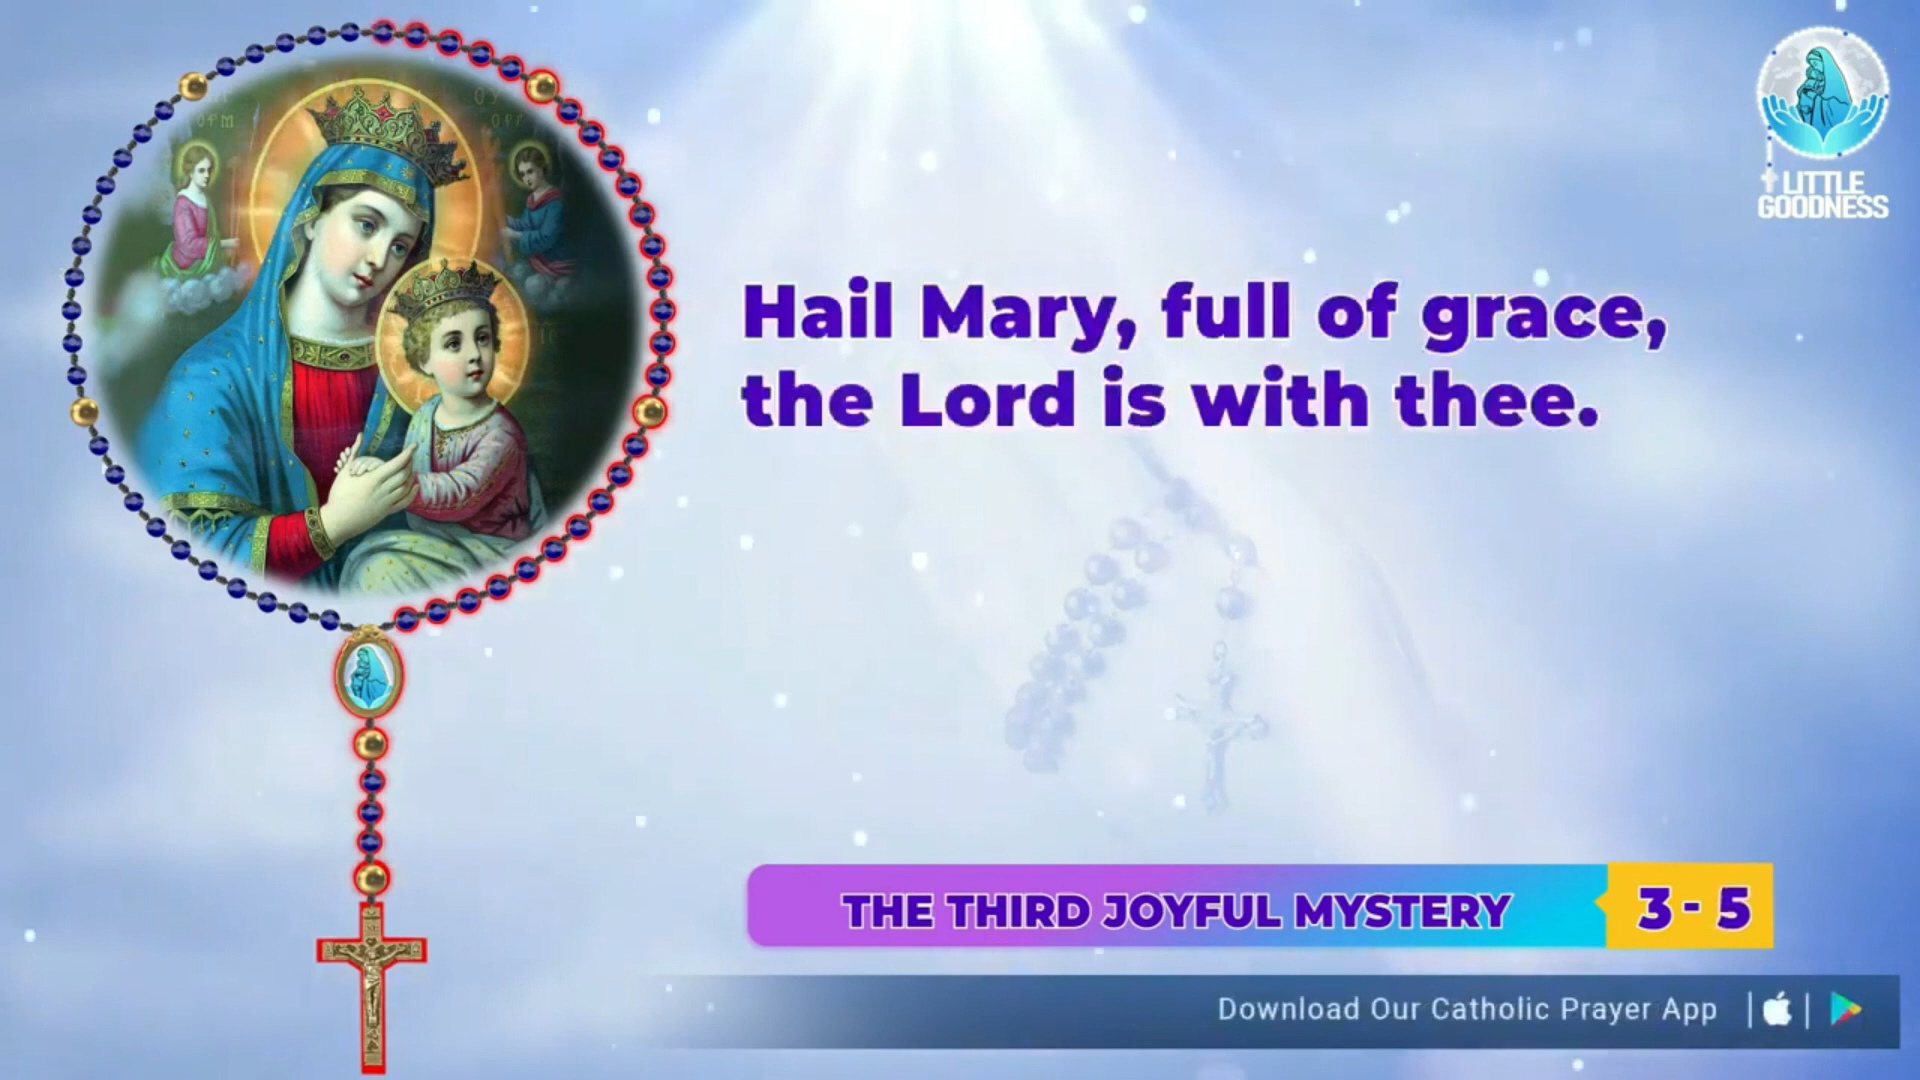 LITTLE
GOODNESS
Hail Mary, full of grace,
the Lord is with thee.
THE THIRD JOYFUL MYSTERY
3 - 5
Download Our Catholic Prayer App